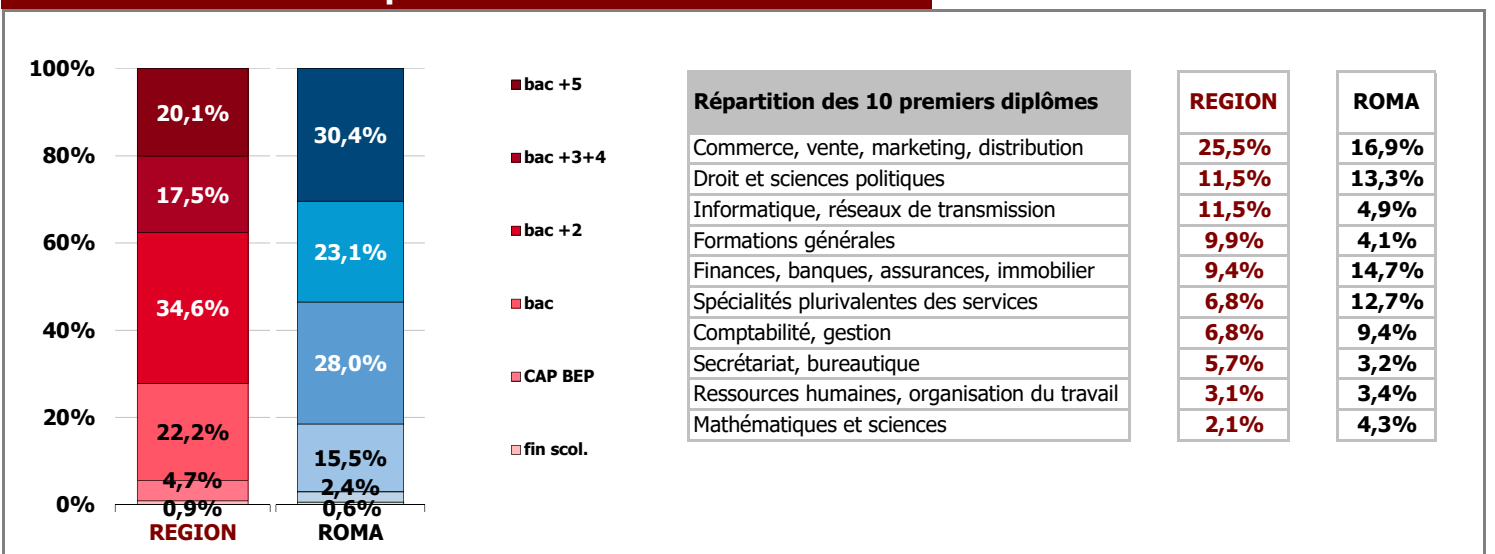 100%
80%
60%
40%
20%
0%
20,1%
17,5%
34,6%
22,2%
4,7%
0,9%
REGION
30,4%
23,1%
28,0%
15,5%
2,4%
0,6%
ROMA
bac +5
bac +3+4
bac +2
bac
CAP BEP
fin scol.
Répartition des 10 premiers diplômes REGION ROMA
Commerce, vente, marketing, distribution 25,5% 16,9%
Droit et sciences politiques 11,5% 13,3%
Informatique, réseaux de transmission 11,5% 4,9%
Formations générales 9,9% 4,1%
Finances, banques, assurances, immobilier 9,4% 14,7%
Spécialités plurivalentes des services 6,8% 12,7%
Comptabilité, gestion 6,8% 9,4%
Secrétariat, bureautique 5,7% 3,2%
Ressources humaines, organisation du travail 3,1% 3,4%
Mathématiques et sciences 2,1% 4,3%